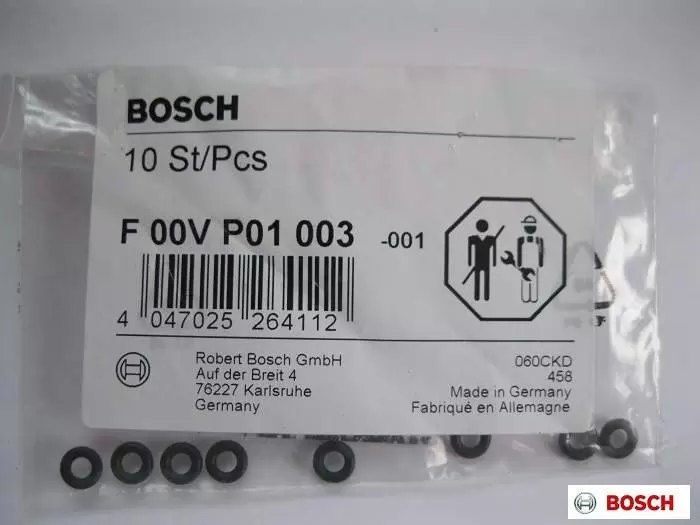 BOSCH
10 St/Pcs
F 00V P01 003 -001
4 047025 264112
Robert Bosch GmbH
Auf der Breit 4
76227 Karlsruhe
Germany
060CKD
458
Made in Germany
Fabriqué en Allemagne
BOSCH